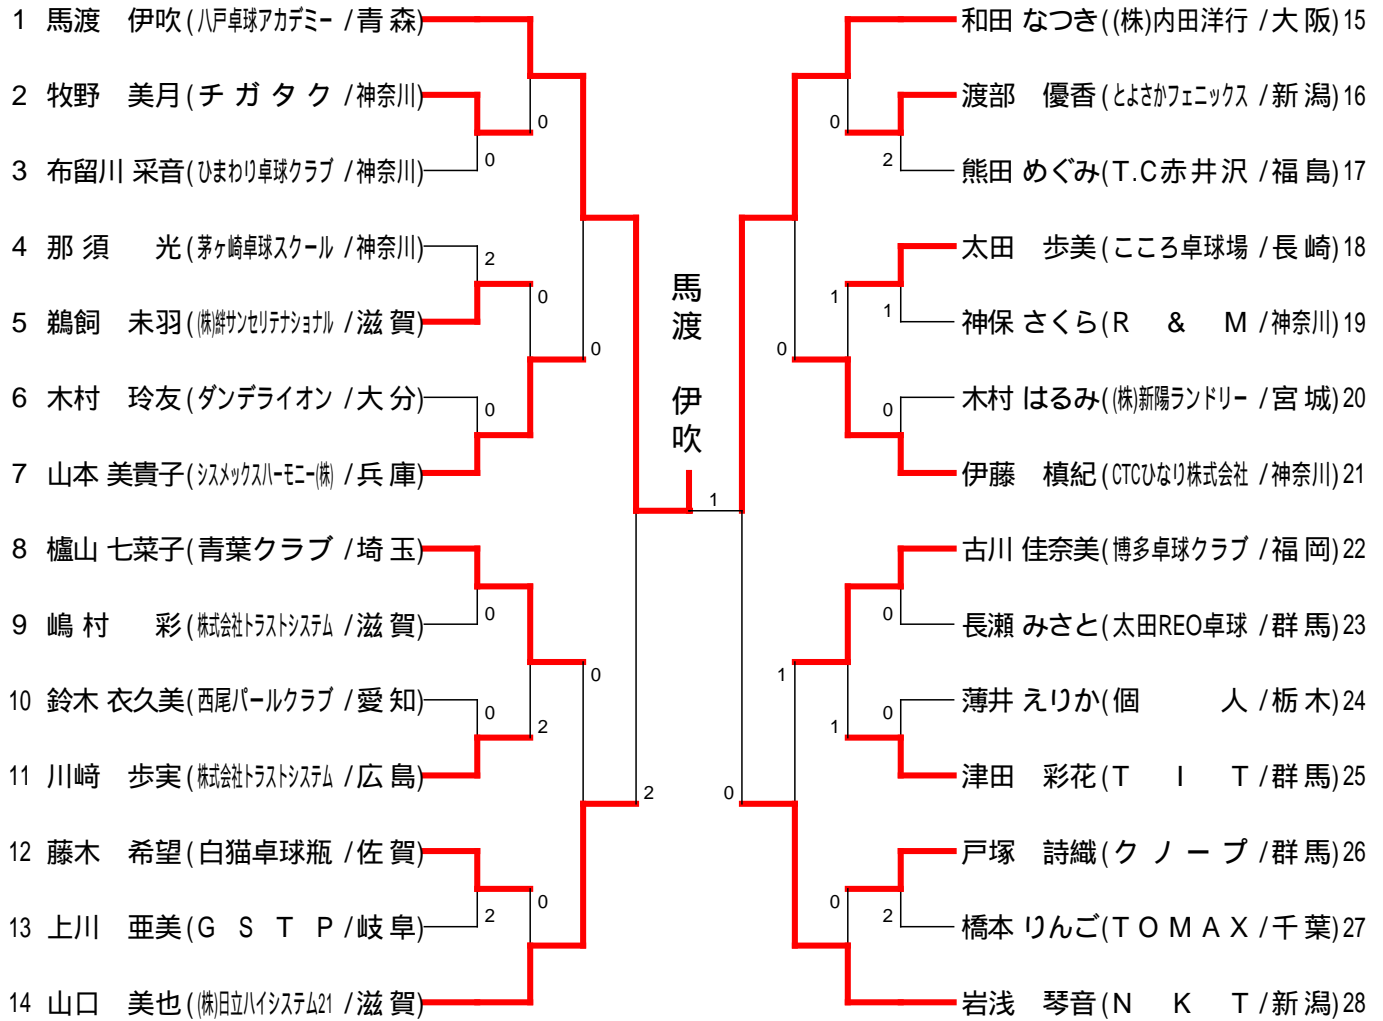 1 馬渡 伊吹(八戸卓球アカデミー /青森)
2 牧野 美月(チガタク /神奈川)
3 布留川 采音(ひまわり卓球クラブ /神奈川)
4 那須 光(茅ヶ崎卓球スクール /神奈川)
5 鵜飼 未羽((株)絆サンセリテナショナル /滋賀)
6 木村 玲友(ダンデライオン /大分)
7 山本 美貴子(シスメックスハーモニー(株) /兵庫)
8 櫨山 七菜子(青葉クラブ /埼玉)
9 嶋村 彩(株式会社トラストシステム /滋賀)
10 鈴木 衣久美(西尾パールクラブ /愛知)
11 川﨑 歩実(株式会社トラストシステム /広島)
12 藤木 希望(白猫卓球瓶 /佐賀)
13 上川 亜美(G S T P /岐阜)
14 山口 美也((株)日立ハイシステム21 /滋賀)
0
0
2
0
0
0
0
0
0
2
2
0
2
馬渡 伊吹
1
和田 なつき((株)内田洋行 /大阪) 15
渡部 優香(とよさかフェニックス /新潟) 16
熊田 めぐみ(T.C赤井沢 /福島) 17
太田 歩美(こころ卓球場 /長崎) 18
神保 さくら(R & M /神奈川) 19
木村 はるみ((株)新陽ランドリー /宮城) 20
伊藤 槙紀(CTCひなり株式会社 /神奈川) 21
古川 佳奈美(博多卓球クラブ /福岡) 22
長瀬 みさと(太田REO卓球 /群馬) 23
薄井 えりか(個 人 /栃木) 24
津田 彩花(T I T /群馬) 25
戸塚 詩織(クノープ /群馬) 26
橋本 りんご(T O M A X /千葉) 27
岩浅 琴音(N K T /新潟) 28
0
2
1
1
0
0
0
1
0
1
0
0
2